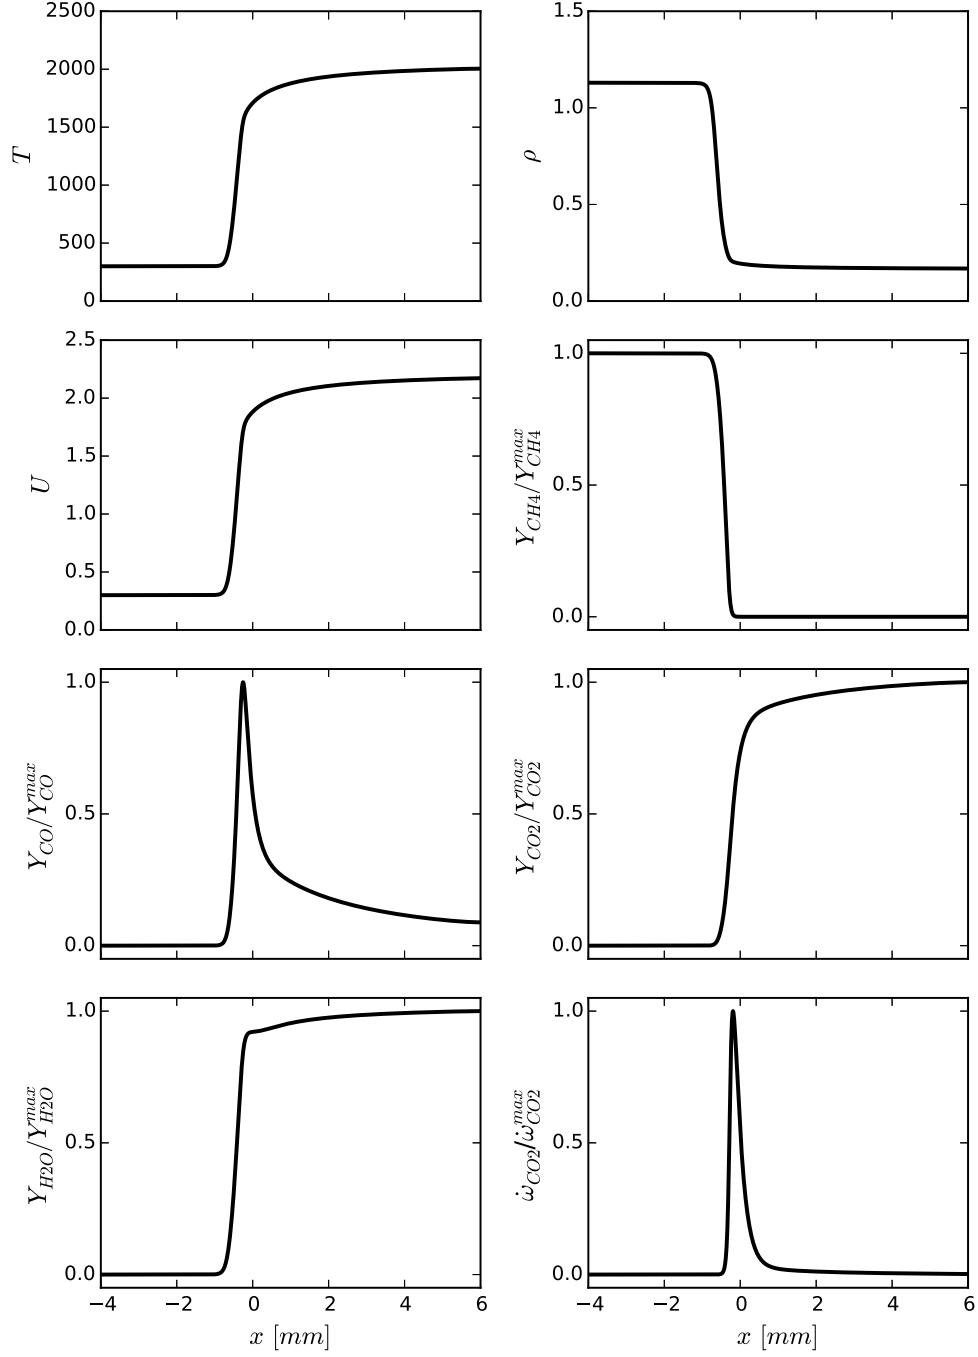 2500
2000
1500
1000
500
0
T
1.5
1.0
0.5
0.0
ρ
2.5
2.0
1.5
1.0
0.5
0.0
U
1.0
0.5
0.0
Y_{CH4}/Y_{CH4}^{max}
1.0
0.5
0.0
Y_{CO}/Y_{CO}^{max}
1.0
0.5
0.0
Y_{CO2}/Y_{CO2}^{max}
1.0
0.5
0.0
Y_{H2O}/Y_{H2O}^{max}
−4 −2 0 2 4 6
x [mm]
1.0
0.5
0.0
ω̇_{CO2}/ω̇_{CO2}^{max}
−4 −2 0 2 4 6
x [mm]